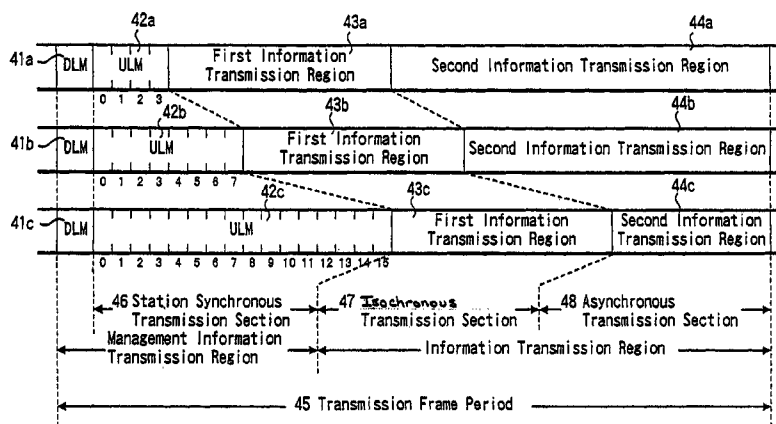 42a 43a 44a
41a DLM ULM First Information Transmission Region Second Information Transmission Region
0 1 2 3
42b 43b 44b
41b DLM ULM First Information Transmission Region Second Information Transmission Region
0 1 2 3 4 5 6 7
42c 43c 44c
41c DLM ULM First Information Transmission Region Second Information Transmission Region
0 1 2 3 4 5 6 7 8 9 10 11 12 13 14 15
46 Station Synchronous Transmission Section
47 Isochronous Transmission Section
48 Asynchronous Transmission Section
Management Information Transmission Region
Information Transmission Region
45 Transmission Frame Period